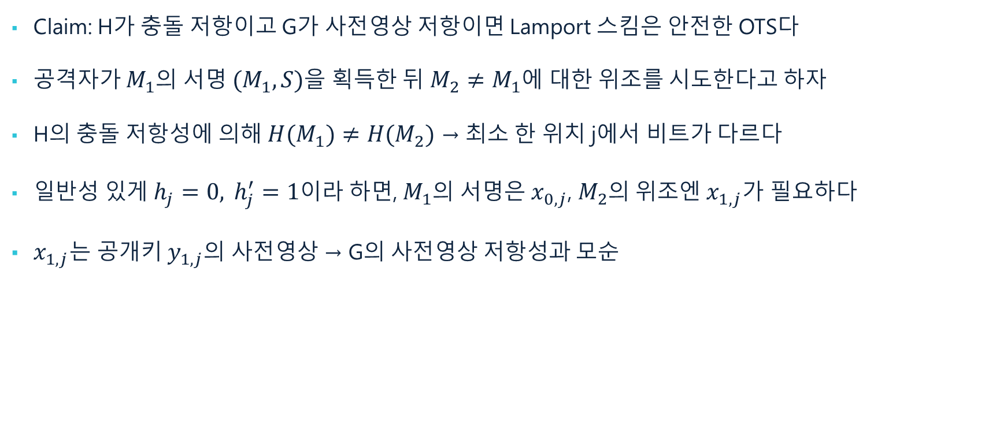 ▪ Claim: H가 충돌 저항이고 G가 사전영상 저항이면 Lamport 스킴은 안전한 OTS다
▪ 공격자가 $M_1$의 서명 $(M_1, S)$을 획득한 뒤 $M_2 \neq M_1$에 대한 위조를 시도한다고 하자
▪ H의 충돌 저항성에 의해 $H(M_1) \neq H(M_2)$ → 최소 한 위치 j에서 비트가 다르다
▪ 일반성 있게 $h_j = 0, h'_j = 1$이라 하면, $M_1$의 서명은 $x_{0,j}$, $M_2$의 위조엔 $x_{1,j}$가 필요하다
▪ $x_{1,j}$는 공개키 $y_{1,j}$의 사전영상 → G의 사전영상 저항성과 모순